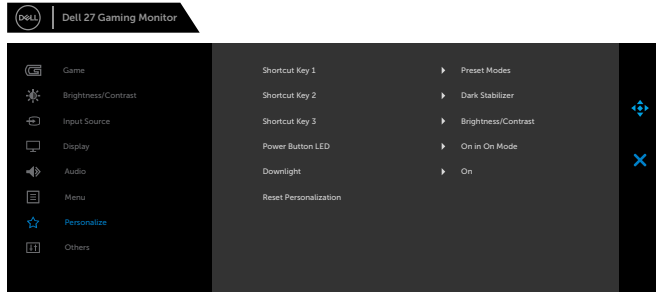 DELL
Dell 27 Gaming Monitor
Game
Brightness/Contrast
Input Source
Display
Audio
Menu
Personalize
Others
Shortcut Key 1 Preset Modes
Shortcut Key 2 Dark Stabilizer
Shortcut Key 3 Brightness/Contrast
Power Button LED On in On Mode
Downlight On
Reset Personalization